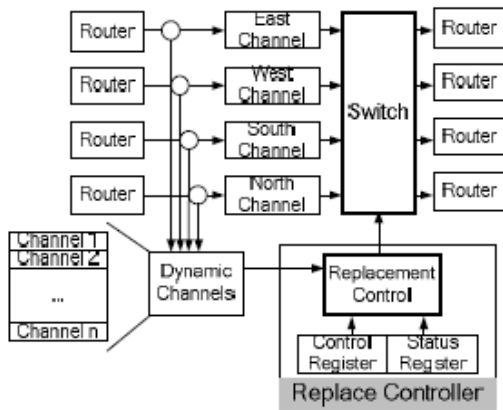 Router
East
Channel
Router
Router
West
Channel
Router
Switch
Router
South
Channel
Router
Router
North
Channel
Router
Channel 1
Channel 2
...
Channel n
Dynamic
Channels
Replacement
Control
Control
Register
Status
Register
Replace Controller